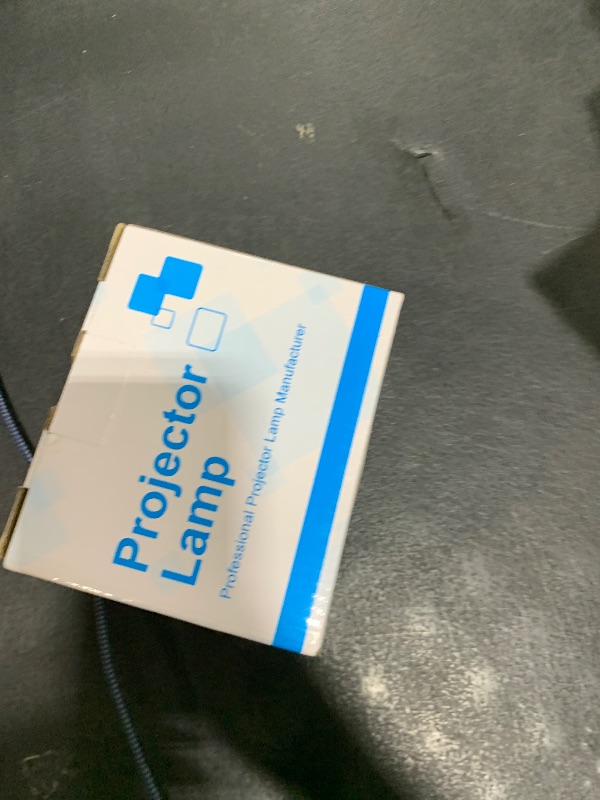 Projector
Lamp
Professional Projector Lamp Manufacturer